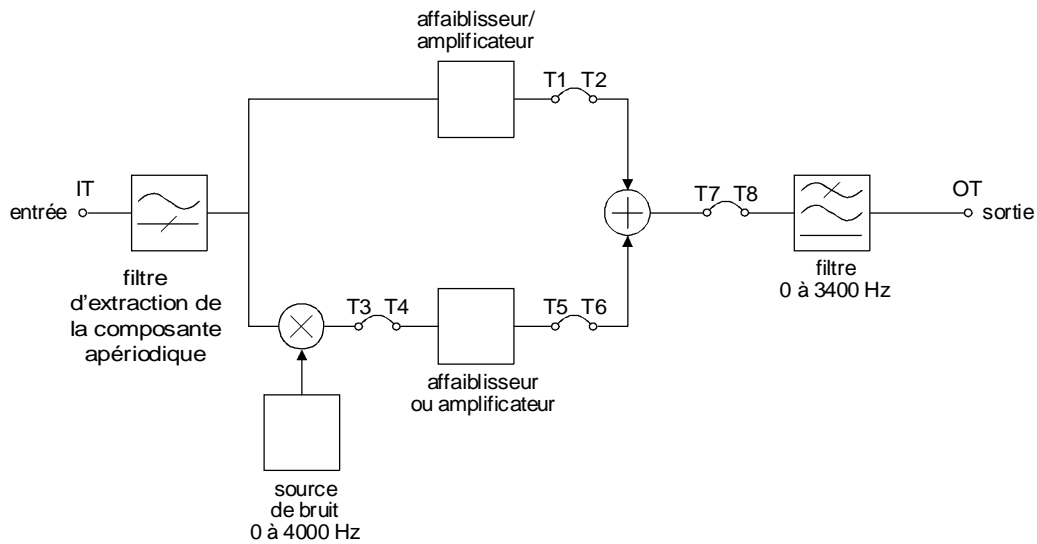 affaiblisseur/
amplificateur
T1 T2
IT
entrée
T7 T8
OT
sortie
filtre
d'extraction de
la composante
apériodique
filtre
0 à 3400 Hz
T3 T4
T5 T6
affaiblisseur
ou amplificateur
source
de bruit
0 à 4000 Hz